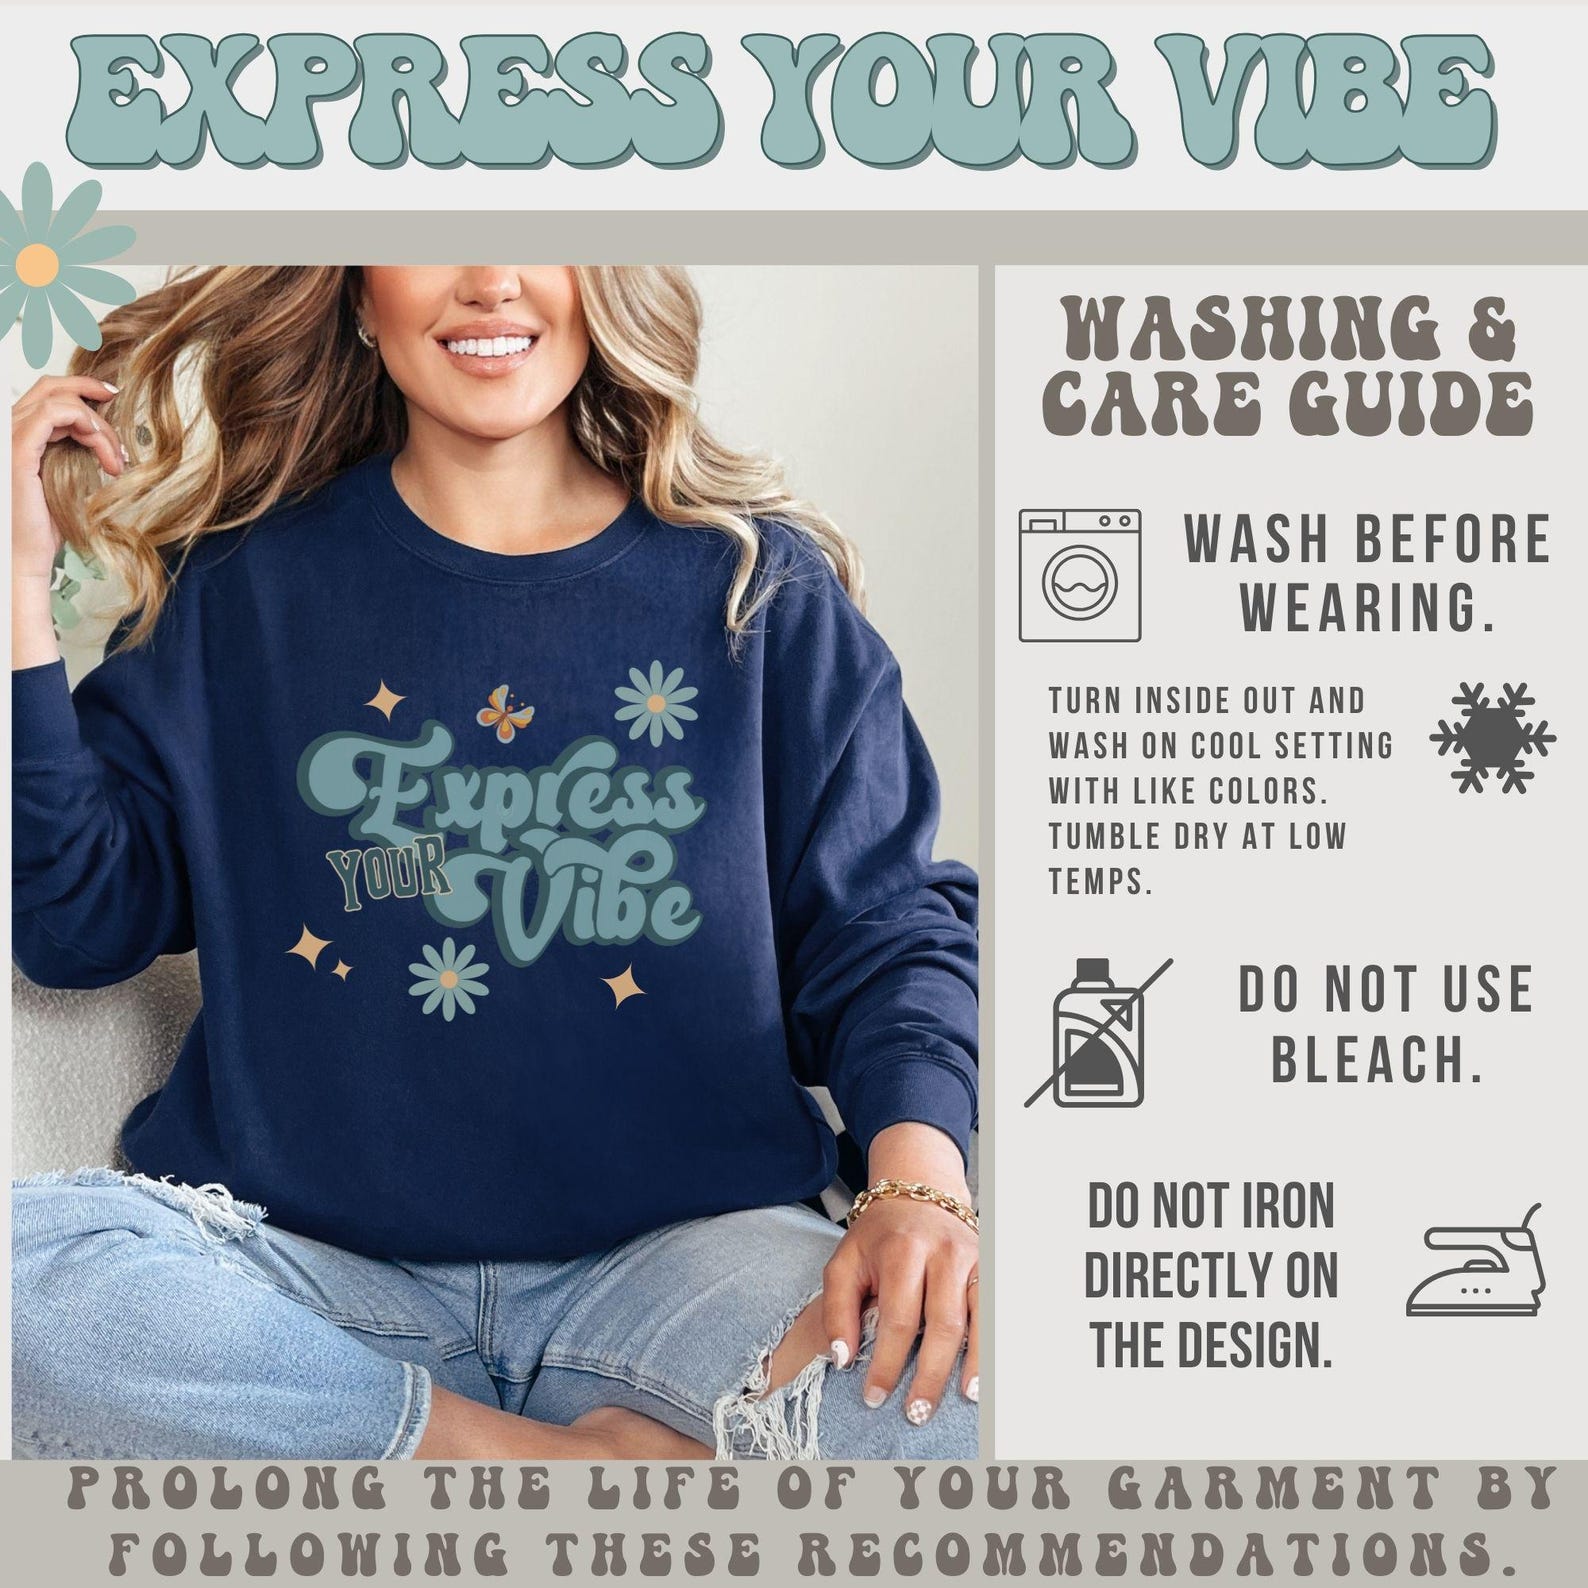 EXPRESS YOUR VIBE
Express
YOUR
Vibe
WASHING &
CARE GUIDE
WASH BEFORE
WEARING.
TURN INSIDE OUT AND
WASH ON COOL SETTING
WITH LIKE COLORS.
TUMBLE DRY AT LOW
TEMPS.
DO NOT USE
BLEACH.
DO NOT IRON
DIRECTLY ON
THE DESIGN.
PROLONG THE LIFE OF YOUR GARMENT BY
FOLLOWING THESE RECOMMENDATIONS.